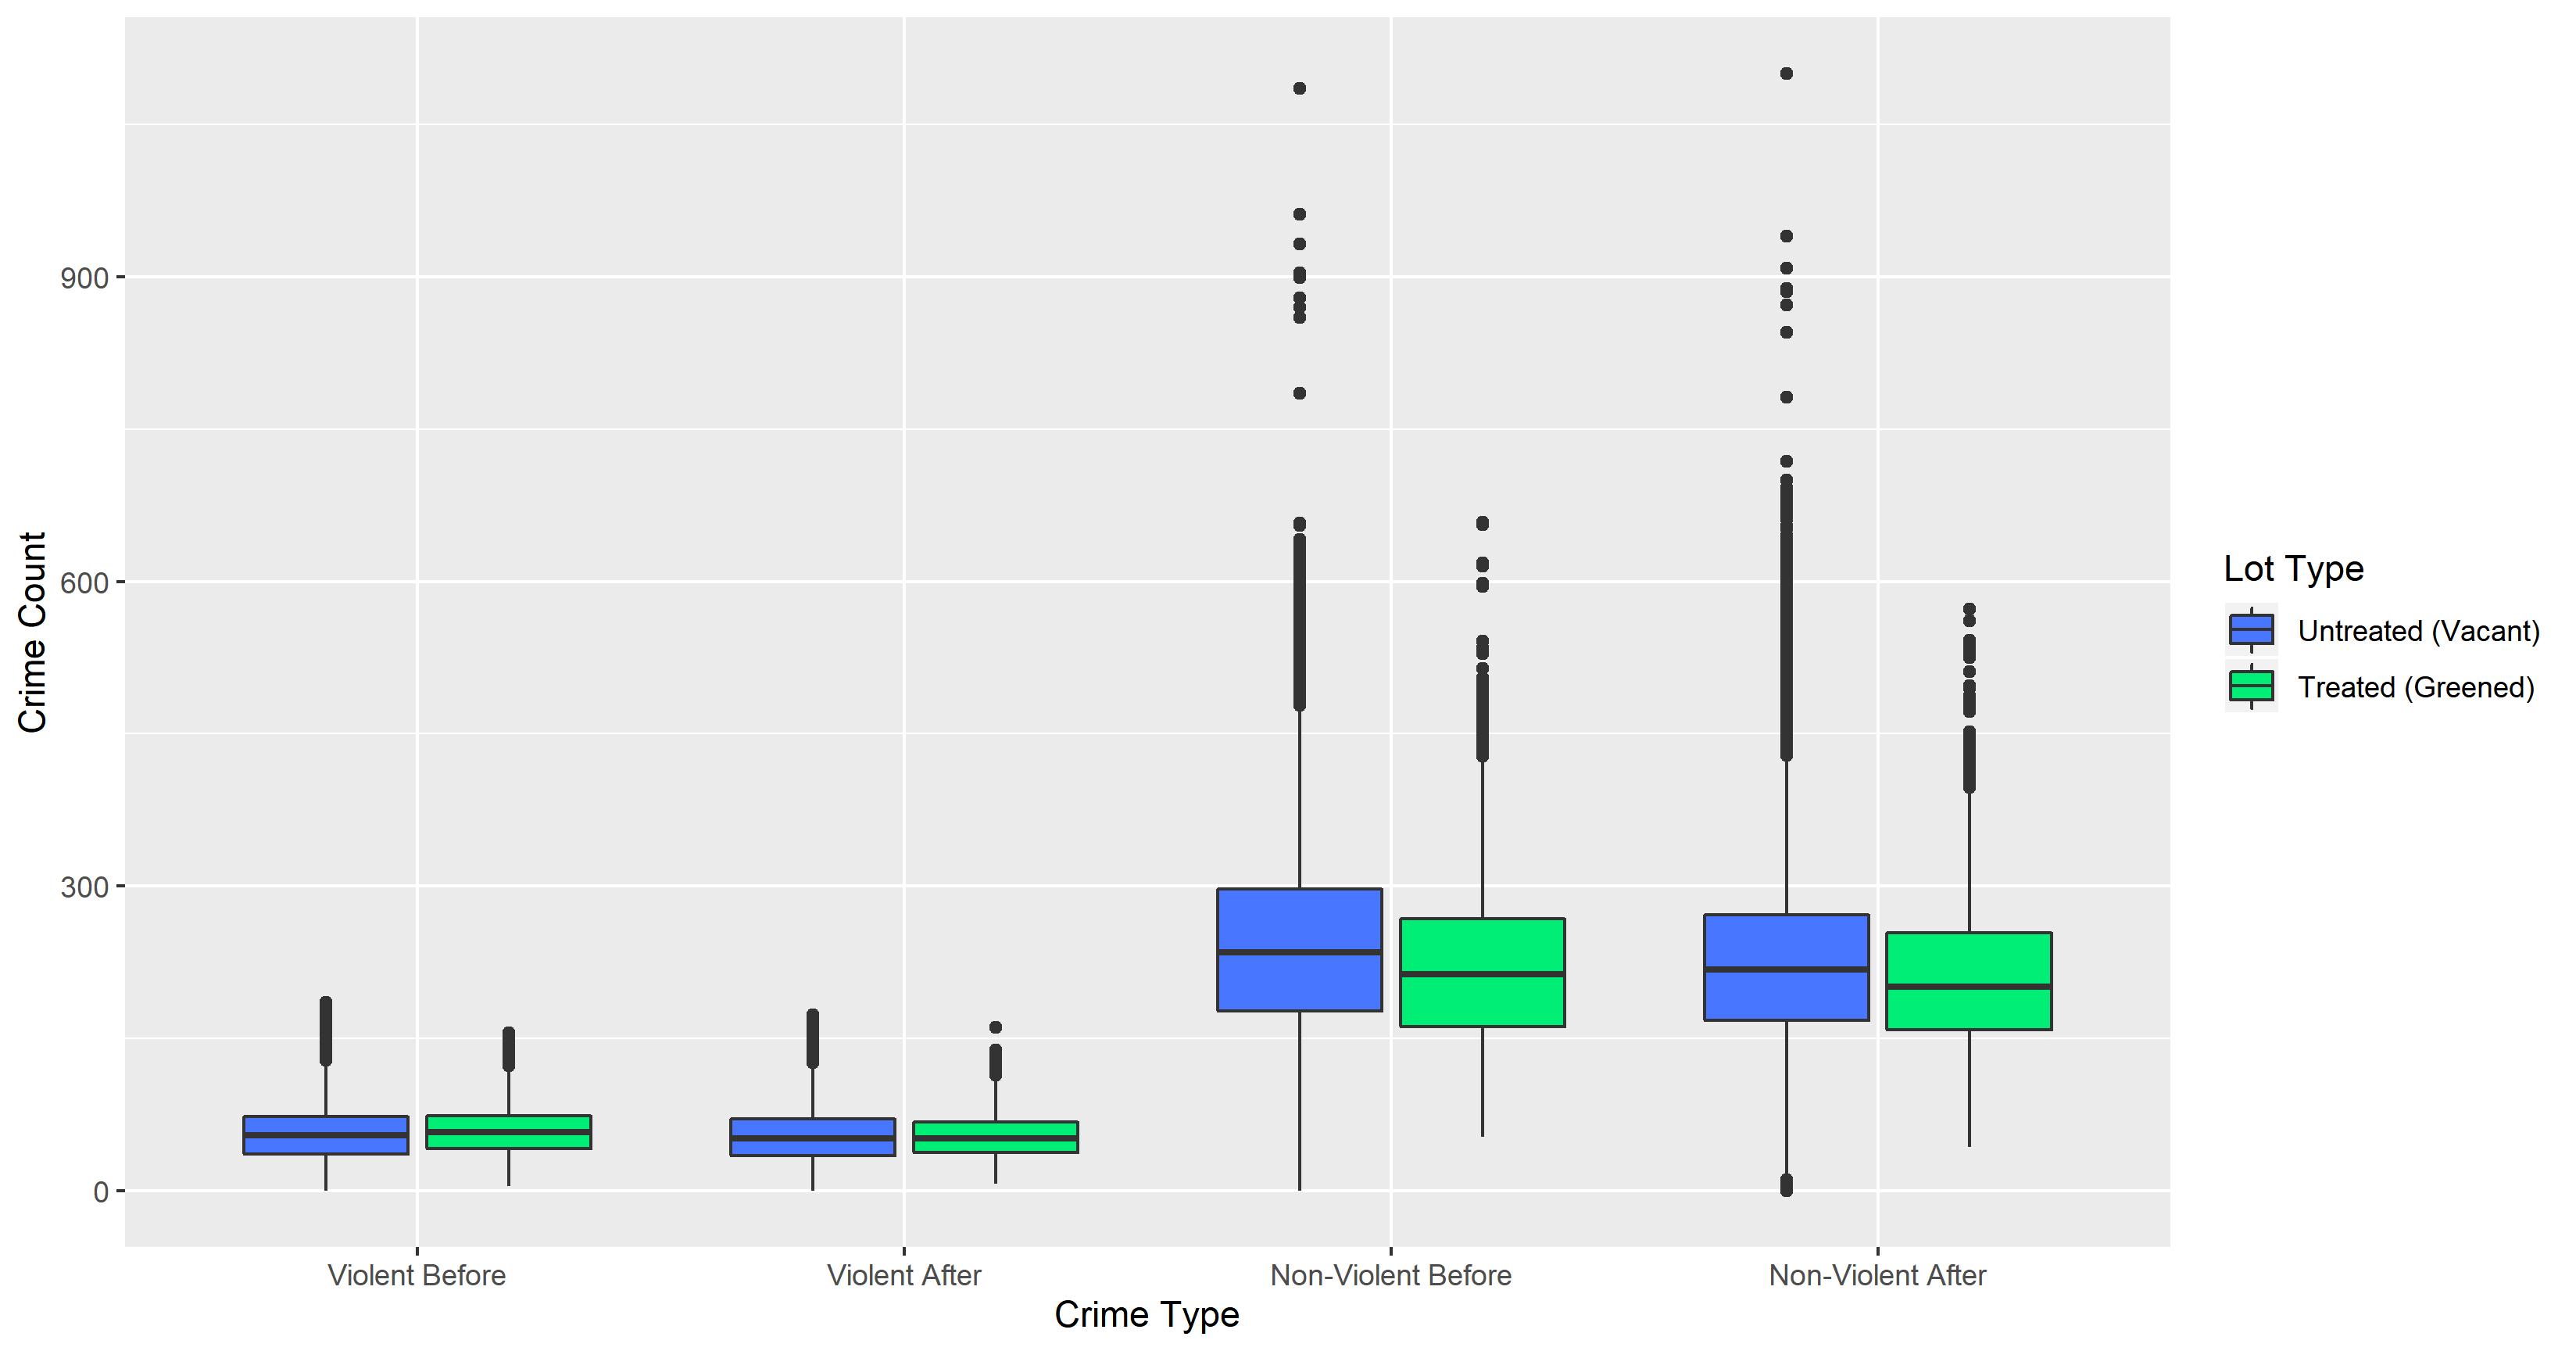 900
600
300
0
Crime Count
Violent Before
Violent After
Non-Violent Before
Non-Violent After
Crime Type
Lot Type
Untreated (Vacant)
Treated (Greened)